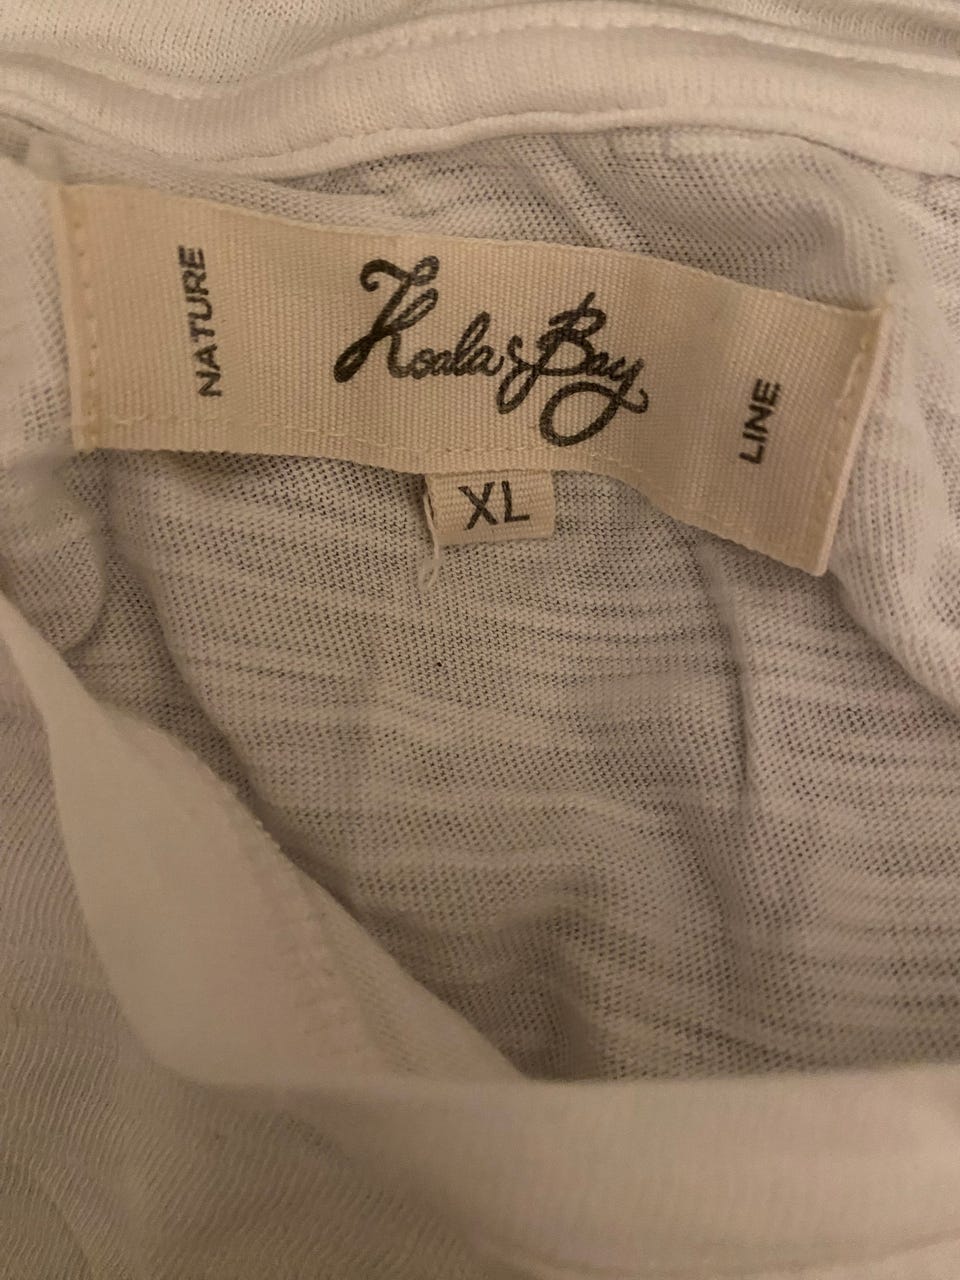 NATURE
Koala & Bay
LINE
XL